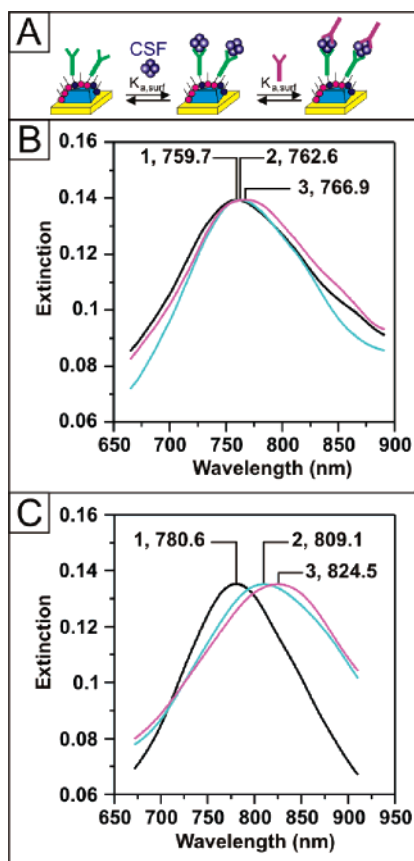 A
CSF
K a,surf
K a,surf
B
0.16
1, 759.7 2, 762.6
3, 766.9
0.14
0.12
0.1
0.08
0.06
Extinction
650 700 750 800 850 900
Wavelength (nm)
C
0.16
1, 780.6 2, 809.1
3, 824.5
0.14
0.12
0.1
0.08
0.06
Extinction
650 700 750 800 850 900 950
Wavelength (nm)